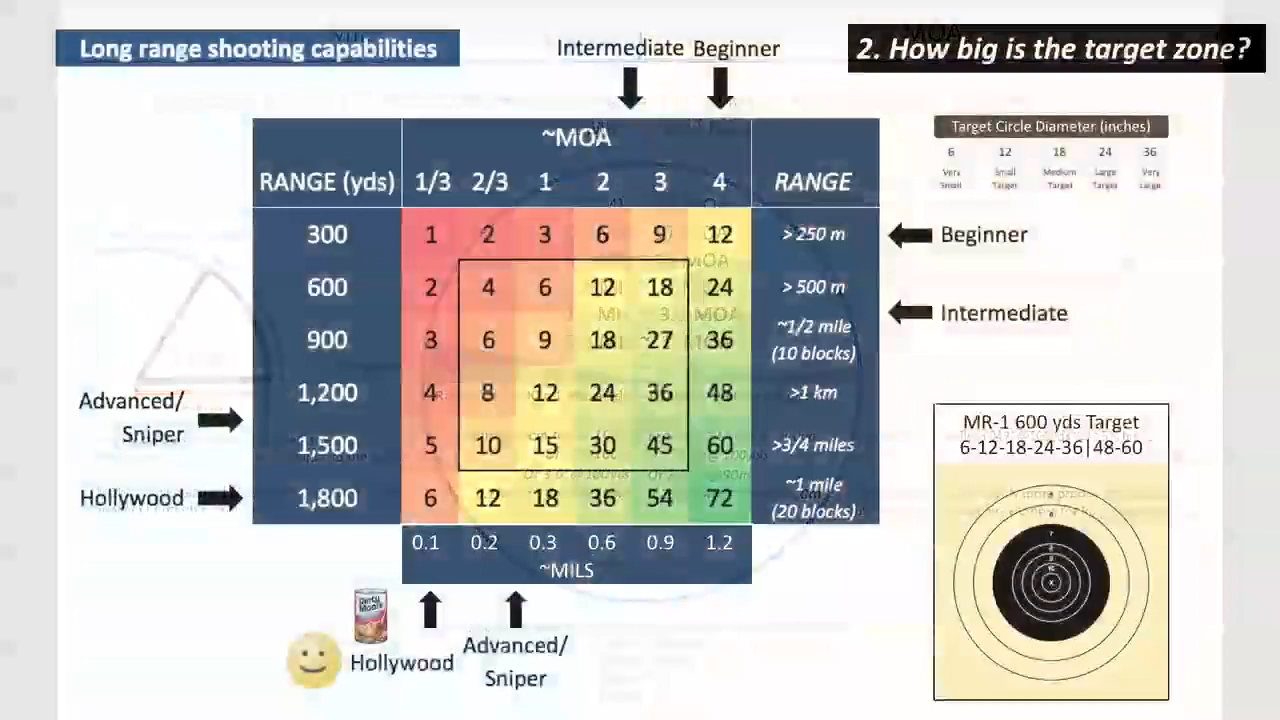 Long range shooting capabilities
Intermediate Beginner
2. How big is the target zone?
~MOA
RANGE (yds) 1/3 2/3 1 2 3 4 RANGE
300 1 2 3 6 9 12 > 250 m
600 2 4 6 12 18 24 > 500 m
900 3 6 9 18 27 36 ~1/2 mile
(10 blocks)
1,200 4 8 12 24 36 48 >1 km
1,500 5 10 15 30 45 60 >3/4 miles
1,800 6 12 18 36 54 72 ~1 mile
(20 blocks)
0.1 0.2 0.3 0.6 0.9 1.2
~MILS
Advanced/
Sniper
Hollywood
Hollywood
Advanced/
Sniper
Target Circle Diameter (inches)
6 12 18 24 36
Very Small Medium Large Very
Small Target Target Target Large
Beginner
Intermediate
MR-1 600 yds Target
6-12-18-24-36|48-60
Dinty
Moore